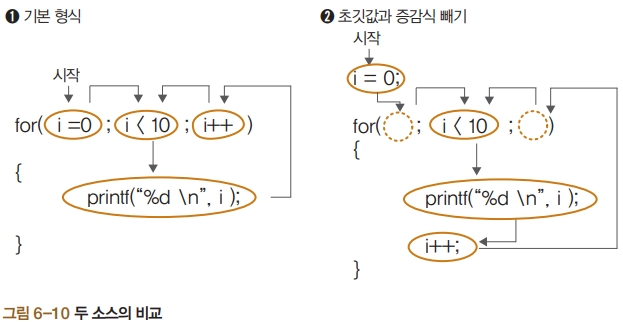 ❶ 기본 형식
시작
for( i =0 ; i < 10 ; i++ )
{
printf(“%d \n”, i );
}
❷ 초깃값과 증감식 빼기
시작
i = 0;
for( ; i < 10 ; )
{
printf(“%d \n”, i );
i++;
}
그림 6-10 두 소스의 비교